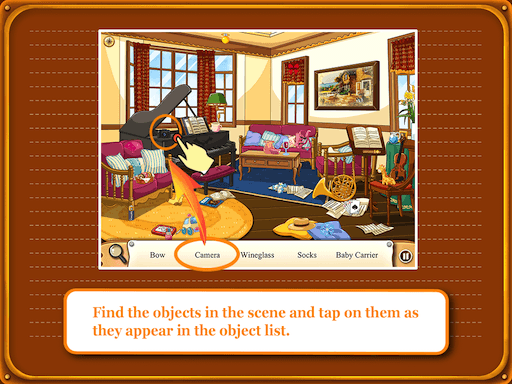 Bow Camera Wineglass Socks Baby Carrier
Find the objects in the scene and tap on them as
they appear in the object list.